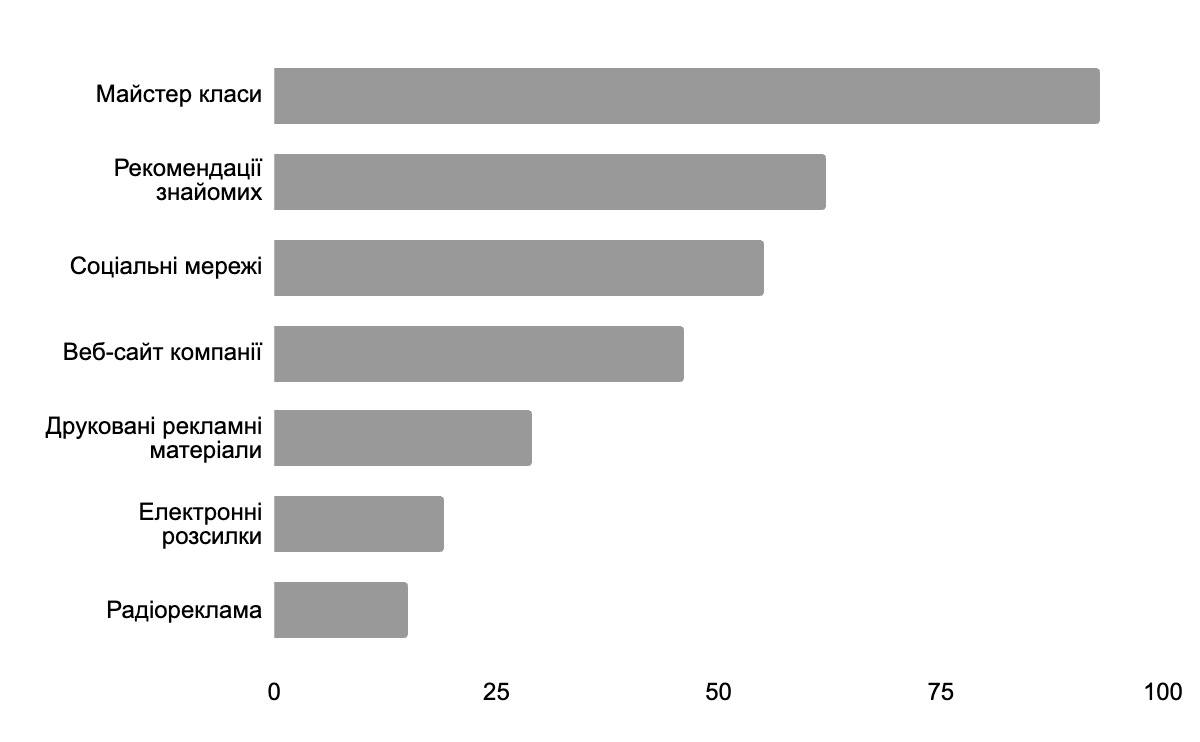 Майстер класи
Рекомендації
знайомих
Соціальні мережі
Веб-сайт компанії
Друковані рекламні
матеріали
Електронні
розсилки
Радіореклама
0 25 50 75 100